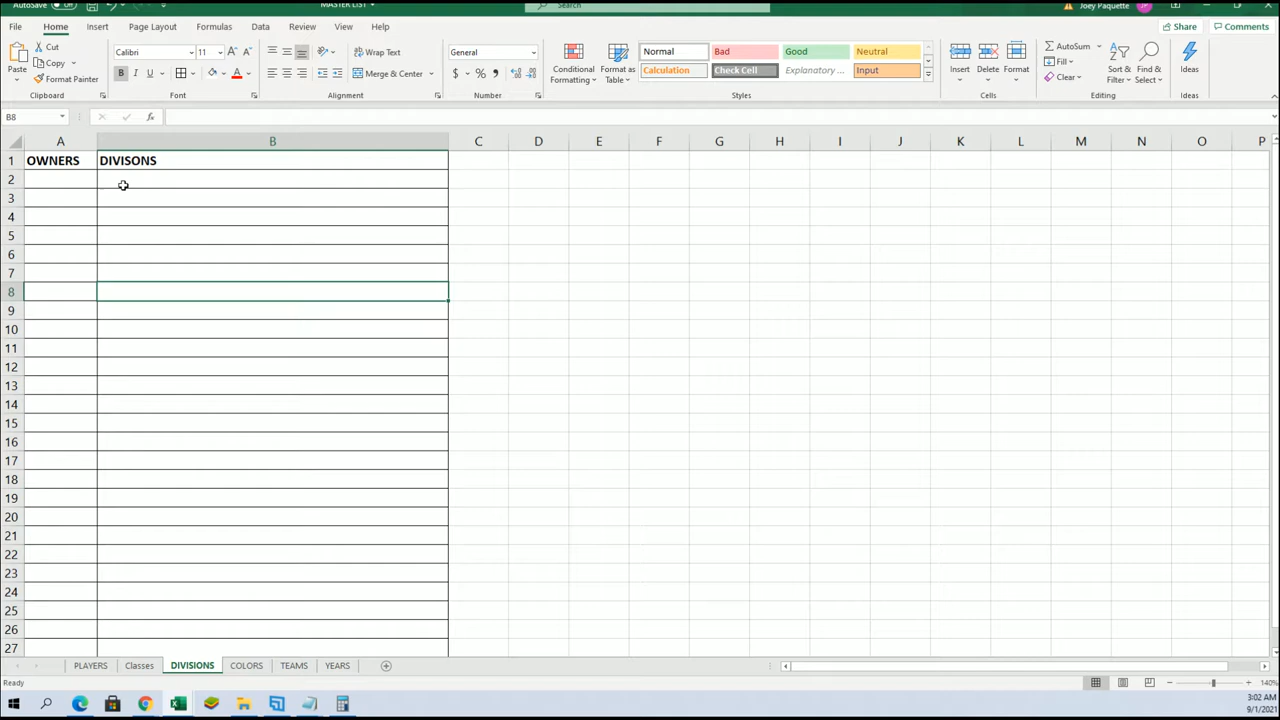 AutoSave Off MASTER LIST Search Joey Paquette JP
File Home Insert Page Layout Formulas Data Review View Help Share Comments
Paste Cut Copy Format Painter Clipboard
Calibri 11 B I U A Font
Wrap Text Merge & Center Alignment
General $ % 9 Number
Conditional Formatting Format as Table
Normal Bad Good Neutral
Calculation Check Cell Explanatory ... Input
Styles
Insert Delete Format Cells
AutoSum Fill Clear Sort & Filter Find & Select Editing
Ideas Ideas
B8 fx
A B C D E F G H I J K L M N O P
1 OWNERS DIVISONS
2
3
4
5
6
7
8
9
10
11
12
13
14
15
16
17
18
19
20
21
22
23
24
25
26
27
PLAYERS Classes DIVISIONS COLORS TEAMS YEARS
Ready 140%
3:02 AM
9/1/2021